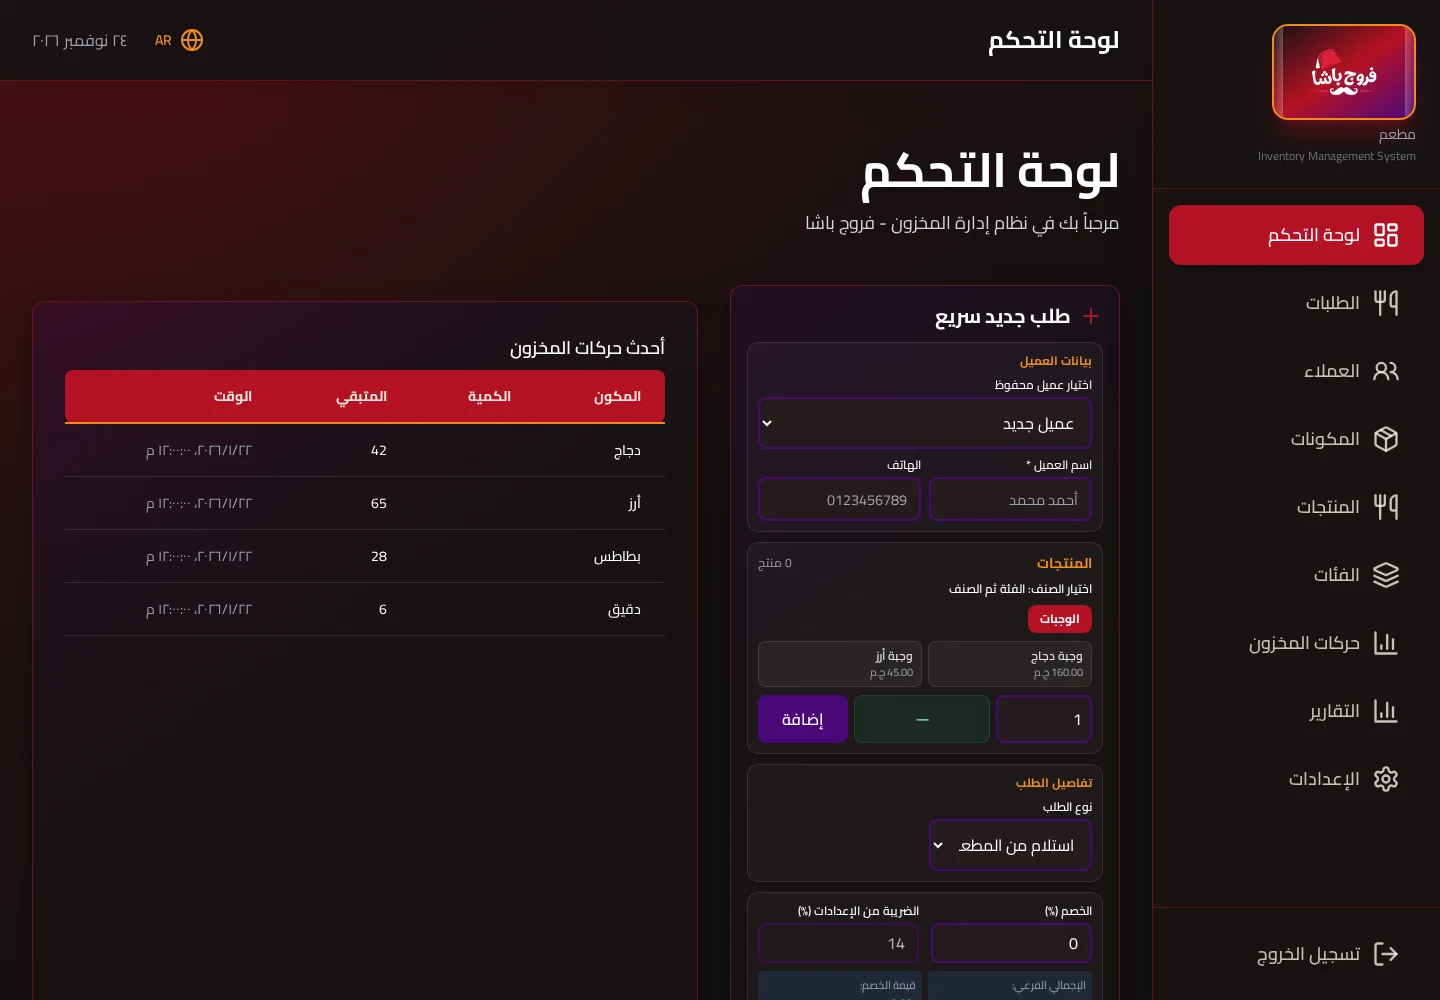 فروج باشا
مطعم
Inventory Management System
لوحة التحكم
الطلبات
العملاء
المكونات
المنتجات
الفئات
حركات المخزون
التقارير
الإعدادات
تسجيل الخروج
لوحة التحكم
AR
٢٤ نوفمبر ٢٠٢٦
لوحة التحكم
مرحباً بك في نظام إدارة المخزون - فروج باشا
طلب جديد سريع
بيانات العميل
اختيار عميل محفوظ
عميل جديد
اسم العميل * الهاتف
أحمد محمد 0123456789
المنتجات 0 منتج
اختيار الصنف: الفئة ثم الصنف
الوجبات
وجبة دجاج وجبة أرز
160.00 ج.م 45.00 ج.م
1 — إضافة
تفاصيل الطلب
نوع الطلب
استلام من المطع
الخصم (%) الضريبة من الإعدادات (%)
0 14
الإجمالي الفرعي: قيمة الخصم:
أحدث حركات المخزون
المكون الكمية المتبقي الوقت
دجاج 42 ٢٠٢٦/١/٢٢، ١٢:٠٠:٠٠ م
أرز 65 ٢٠٢٦/١/٢٢، ١٢:٠٠:٠٠ م
بطاطس 28 ٢٠٢٦/١/٢٢، ١٢:٠٠:٠٠ م
دقيق 6 ٢٠٢٦/١/٢٢، ١٢:٠٠:٠٠ م